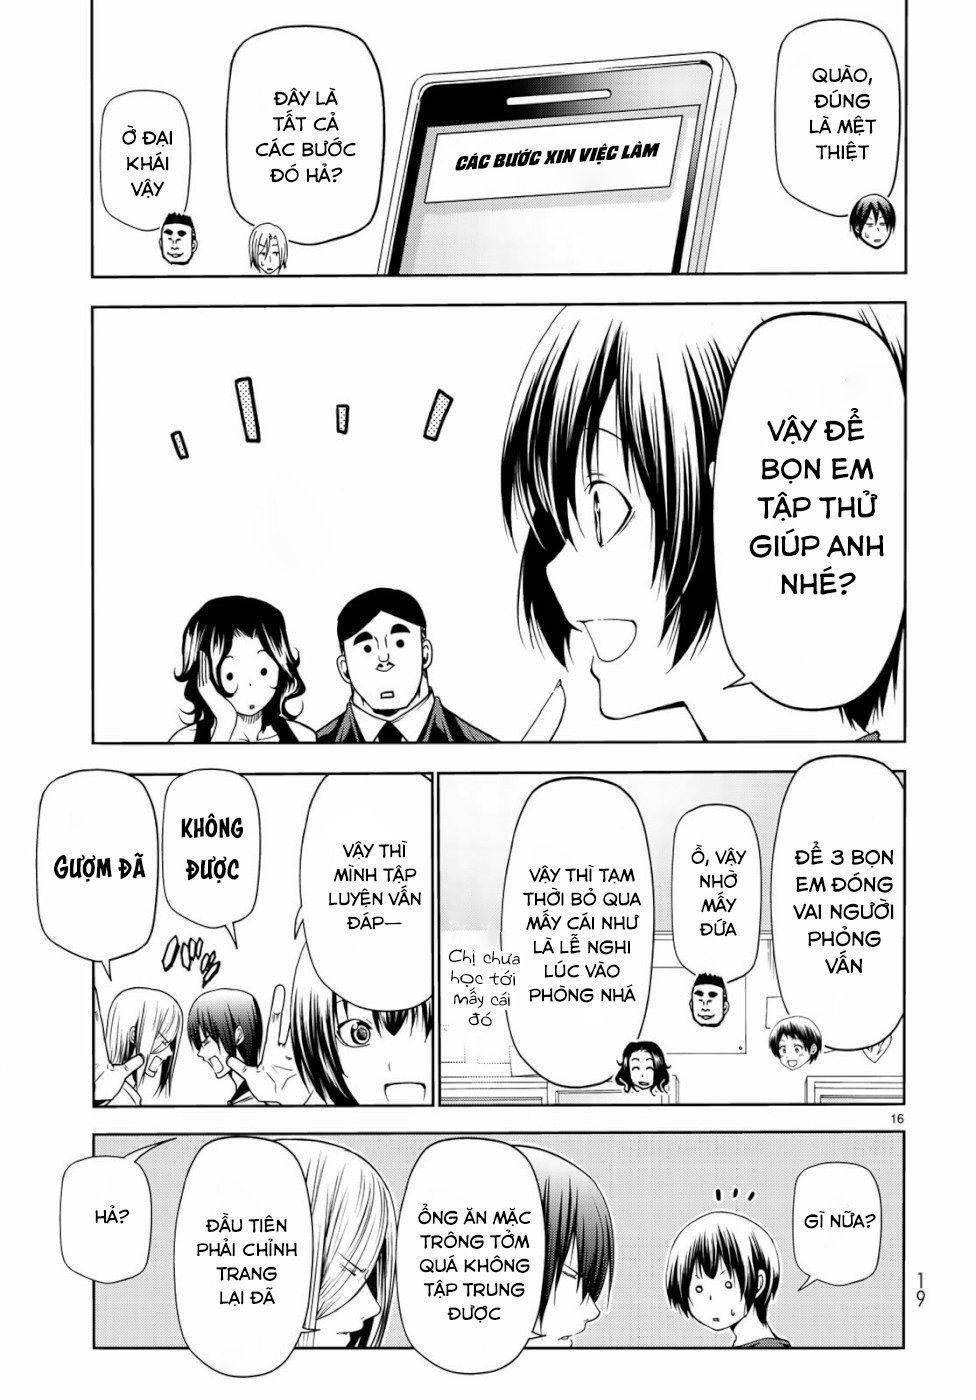 QUÀO,
ĐÚNG
LÀ MỆT
THIỆT
CÁC BƯỚC XIN VIỆC LÀM
ĐÂY LÀ
TẤT CẢ
CÁC BƯỚC
ĐÓ HẢ?
Ờ ĐẠI
KHÁI
VẬY
VẬY ĐỂ
BỌN EM
TẬP THỬ
GIÚP ANH
NHÉ?
ĐỂ 3 BỌN
EM ĐÓNG
VAI NGƯỜI
PHỎNG
VẤN
Ồ, VẬY
NHỜ
MẤY
ĐỨA
VẬY THÌ TẠM
THỜI BỎ QUA
MẤY CÁI NHƯ
LÀ LỄ NGHI
LÚC VÀO
PHÒNG NHÁ
Chị chưa
học tới
mấy cái
đó
VẬY THÌ
MÌNH TẬP
LUYỆN VẤN
ĐÁP—
KHÔNG
ĐƯỢC
GƯỢM ĐÃ
16
GÌ NỮA?
ỔNG ĂN MẶC
TRÔNG TỞM
QUÁ KHÔNG
TẬP TRUNG
ĐƯỢC
ĐẦU TIÊN
PHẢI CHỈNH
TRANG
LẠI ĐÃ
HẢ?
19